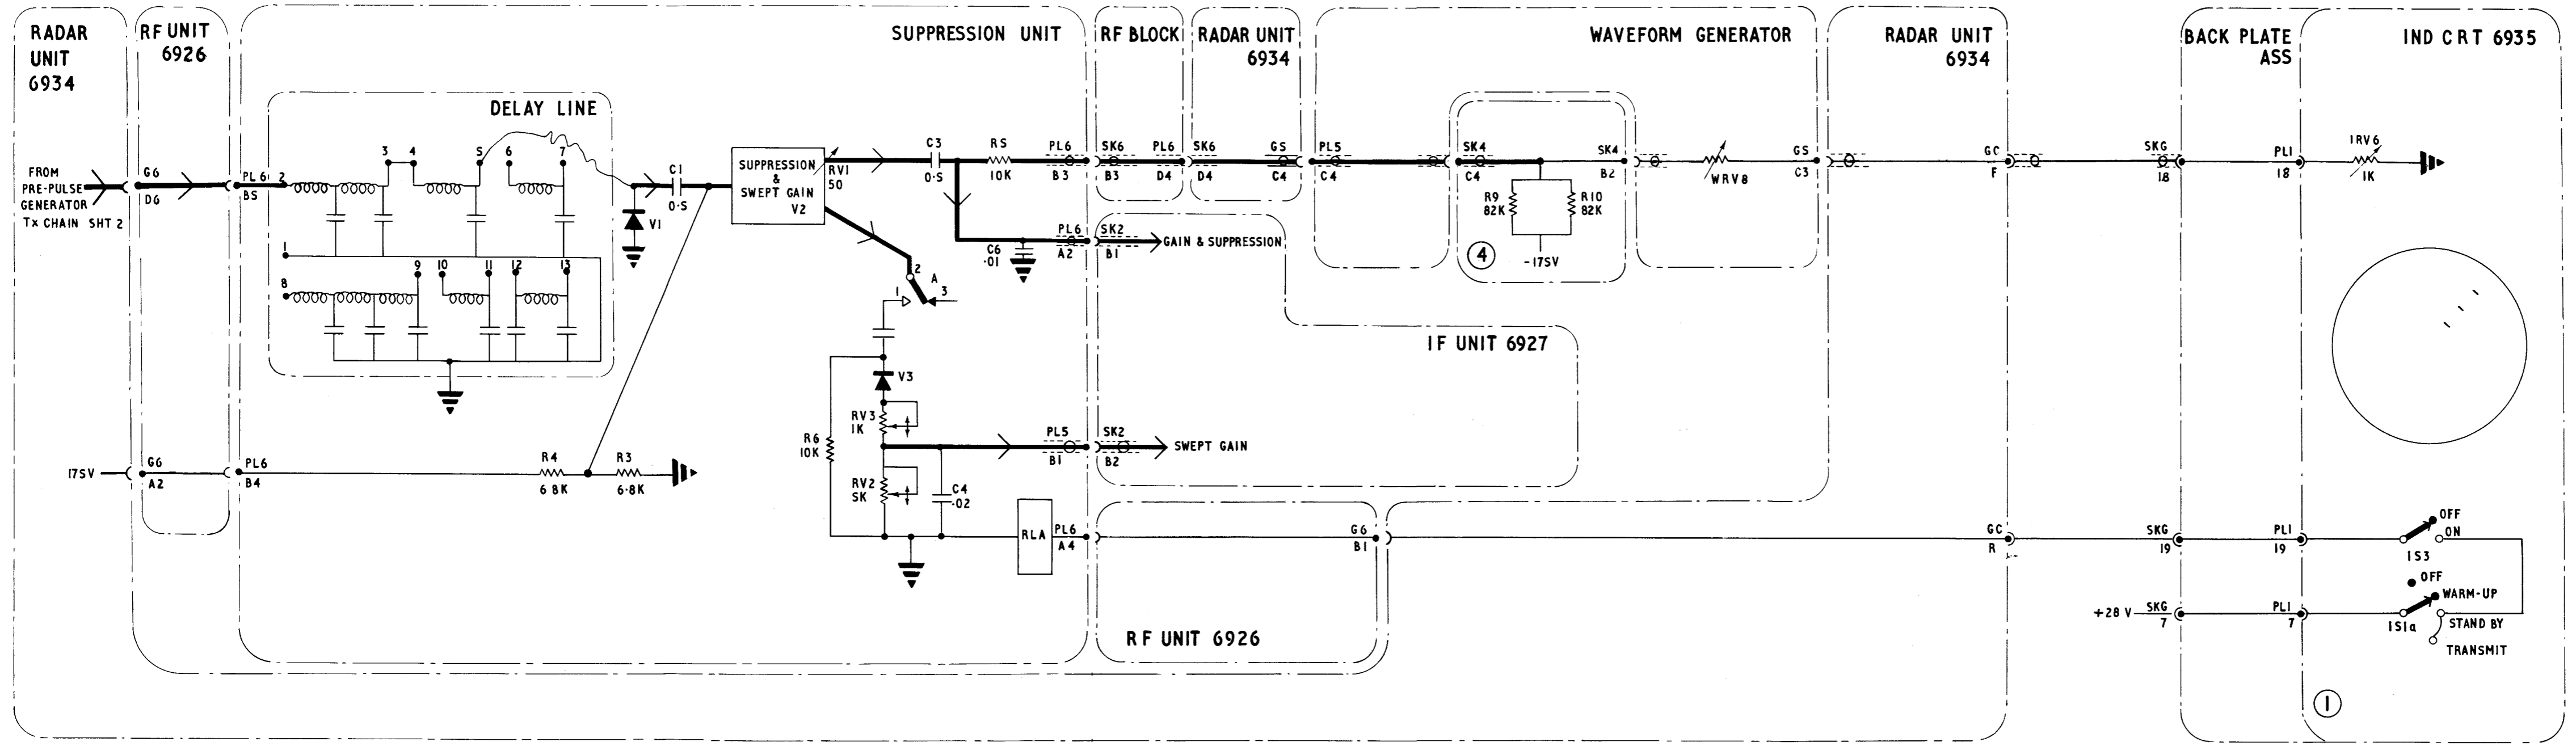 RADAR
UNIT
6934
RF UNIT
6926
SUPPRESSION UNIT
RF BLOCK
RADAR UNIT
6934
WAVEFORM GENERATOR
RADAR UNIT
6934
BACK PLATE
ASS
IND CRT 6935
DELAY LINE
3 4 5 6 7
FROM
PRE-PULSE
GENERATOR
Tx CHAIN SHT 2
G6
D6
PL 6
B5
2
1
8
9 10 11 12 13
V1
C1
0·5
SUPPRESSION
&
SWEPT GAIN
V2
RV1
50
C3
0·5
R5
10K
PL6
B3
SK6
B3
PL6
D4
SK6
D4
G5
C4
PL5
C4
SK4
C4
SK4
B2
R9
82K
R10
82K
-175V
4
WRV8
G5
C3
GC
F
SKG
18
PL1
18
1RV6
1K
C6
·01
PL6
A2
SK2
B1
GAIN & SUPPRESSION
2
A
1
3
IF UNIT 6927
V3
RV3
1K
R6
10K
PL5
B1
SK2
B2
SWEPT GAIN
RV2
5K
C4
·02
175V
G6
A2
PL6
B4
R4
6 8K
R3
6·8K
RLA
PL6
A4
G6
B1
GC
R
SKG
19
PL1
19
OFF
ON
1S3
OFF
WARM-UP
+28 V
SKG
7
PL1
7
1S1a
STAND BY
TRANSMIT
RF UNIT 6926
1